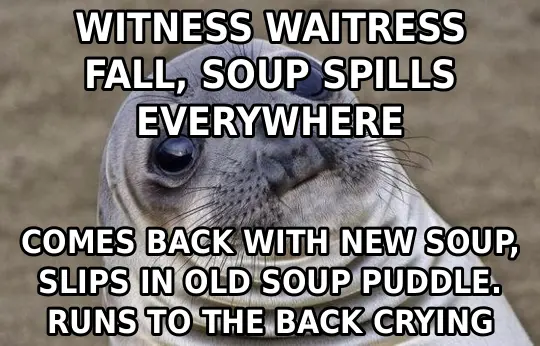 WITNESS WAITRESS
FALL, SOUP SPILLS
EVERYWHERE
COMES BACK WITH NEW SOUP,
SLIPS IN OLD SOUP PUDDLE.
RUNS TO THE BACK CRYING